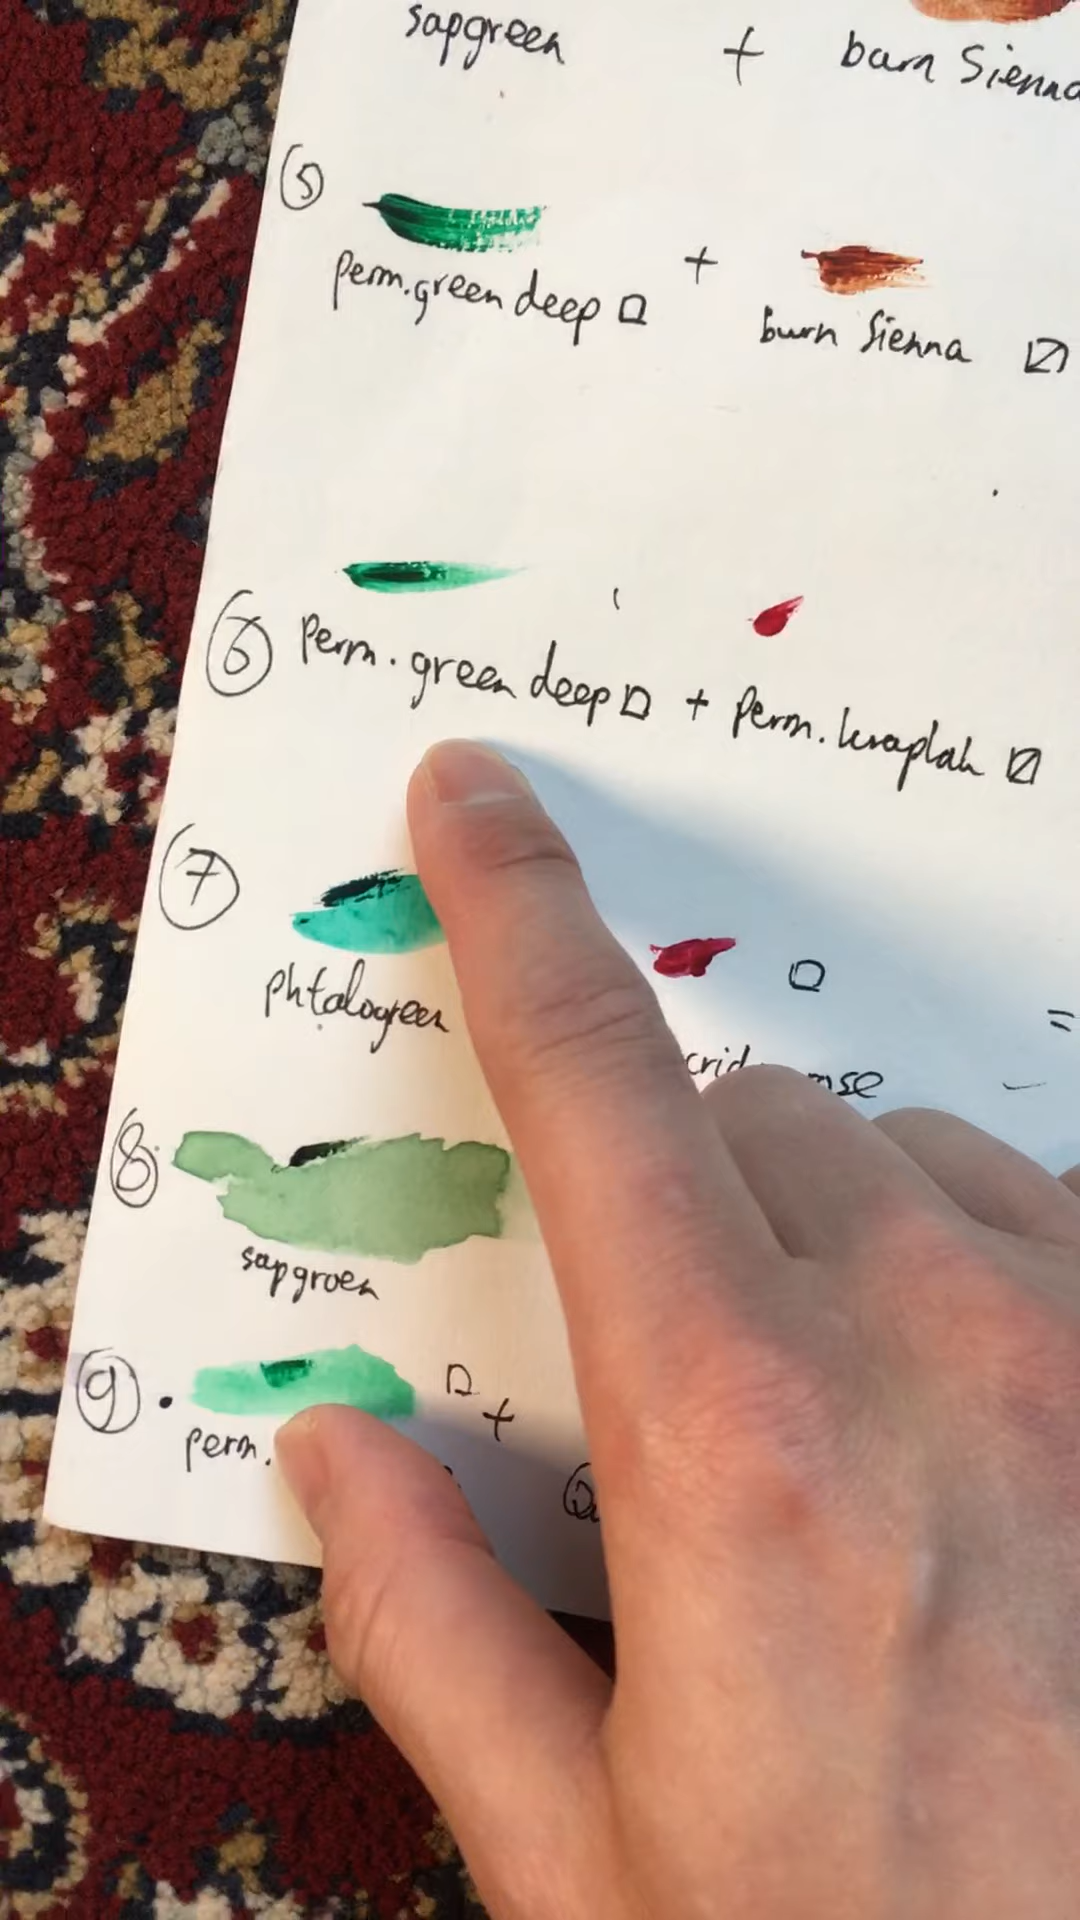 sapgreen + burn Sienna
5
perm.green deep + burn Sienna
6 Perm. green deep + Perm. kraplak
7
=
phtalogreen
8
sapgroen
9 +
perm.